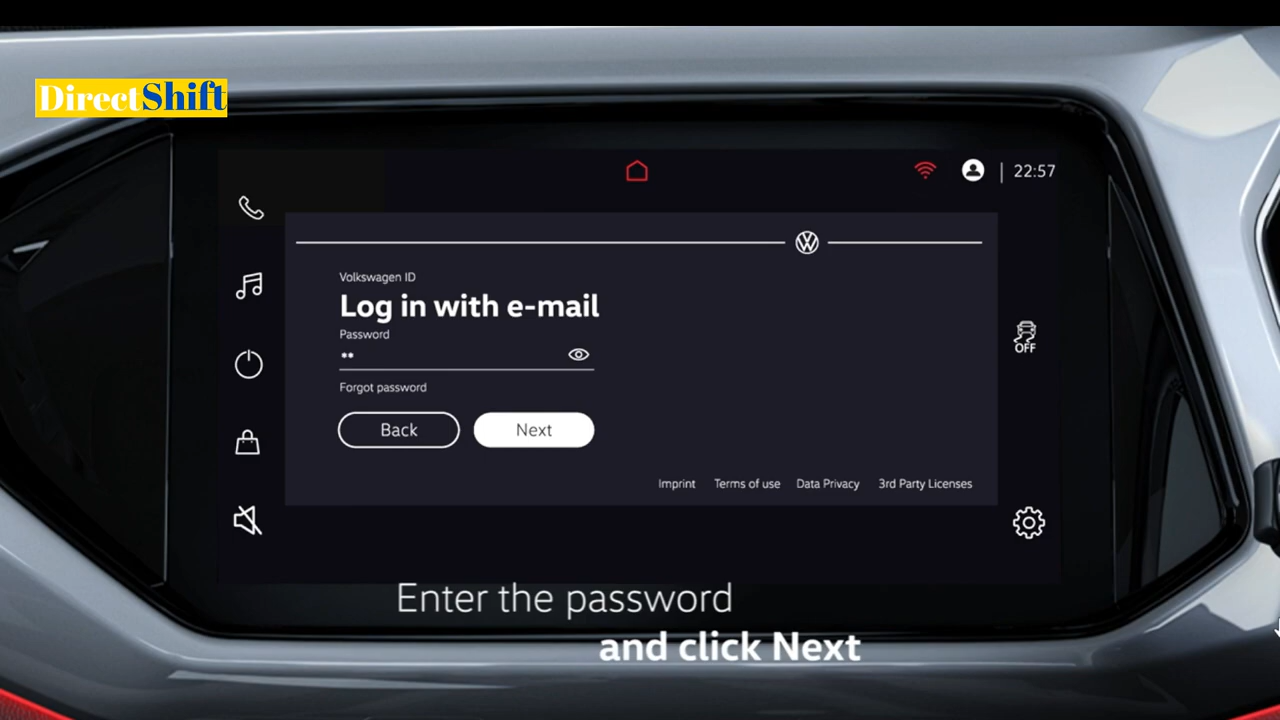 DirectShift
22:57
Volkswagen ID
Log in with e-mail
Password
**
Forgot password
Back
Next
OFF
Imprint
Terms of use
Data Privacy
3rd Party Licenses
Enter the password
and click Next